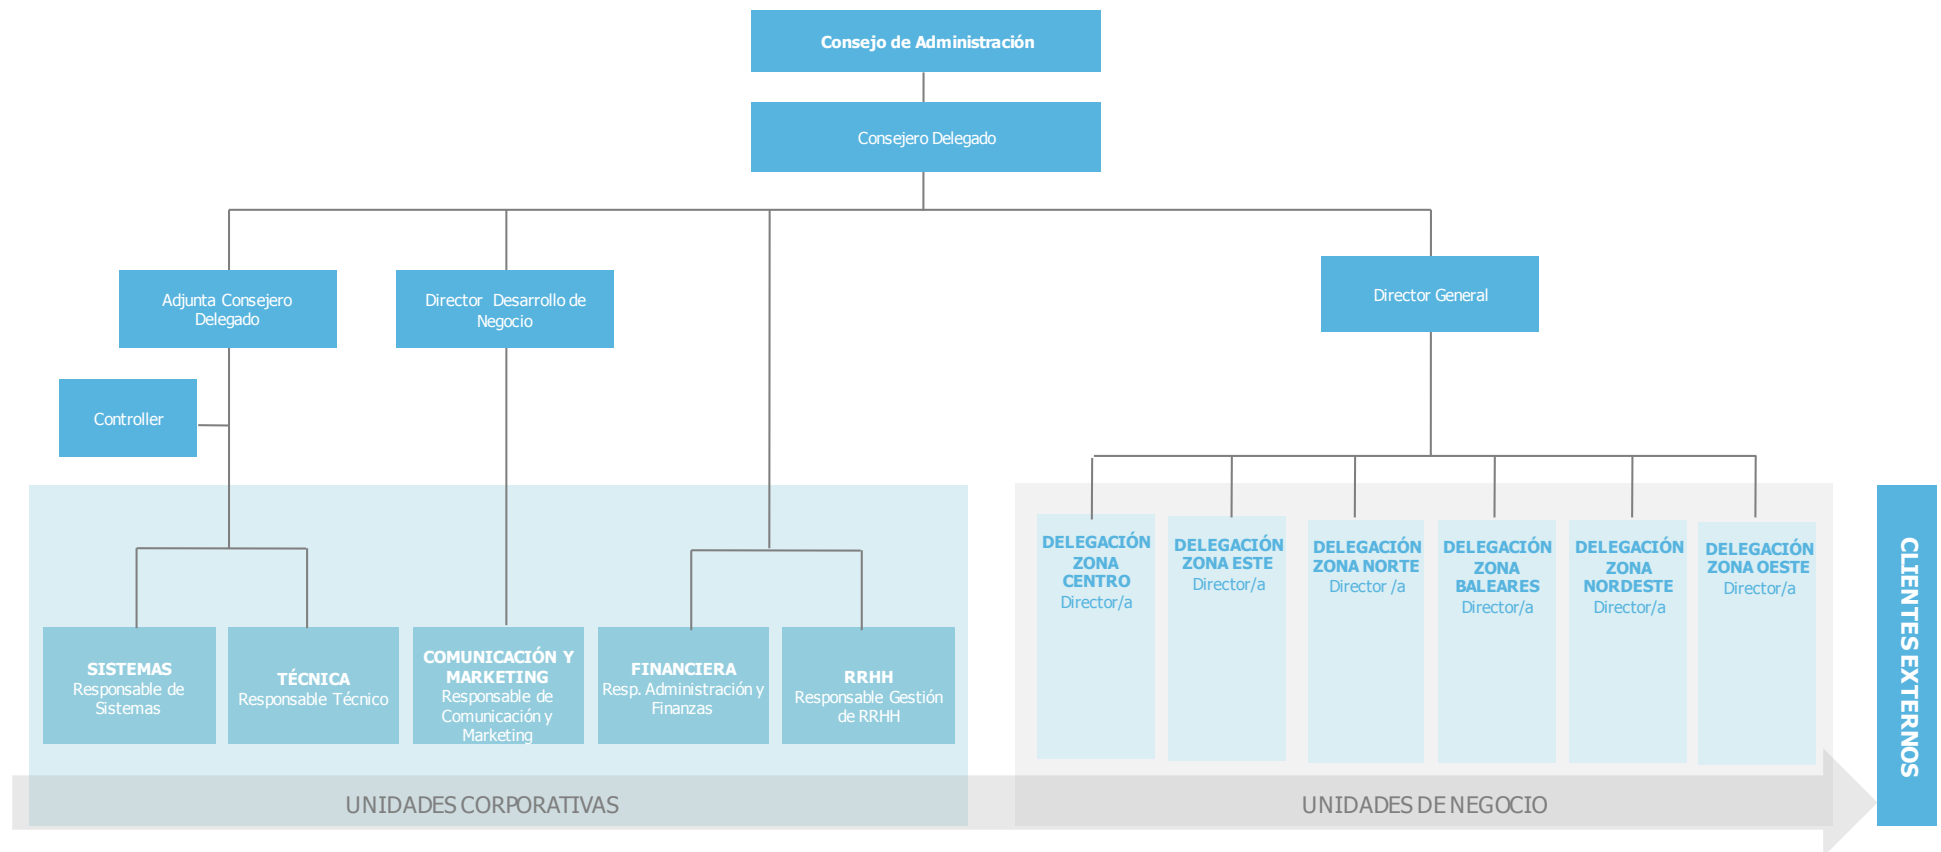 Consejo de Administración
Consejero Delegado
Adjunta Consejero
Delegado
Director Desarrollo de
Negocio
Director General
Controller
SISTEMAS
Responsable de
Sistemas
TÉCNICA
Responsable Técnico
COMUNICACIÓN Y
MARKETING
Responsable de
Comunicación y
Marketing
FINANCIERA
Resp. Administración y
Finanzas
RRHH
Responsable Gestión
de RRHH
DELEGACIÓN
ZONA
CENTRO
Director/a
DELEGACIÓN
ZONA ESTE
Director/a
DELEGACIÓN
ZONA NORTE
Director /a
DELEGACIÓN
ZONA
BALEARES
Director/a
DELEGACIÓN
ZONA
NORDESTE
Director/a
DELEGACIÓN
ZONA OESTE
Director/a
CLIENTES EXTERNOS
UNIDADES CORPORATIVAS
UNIDADES DE NEGOCIO